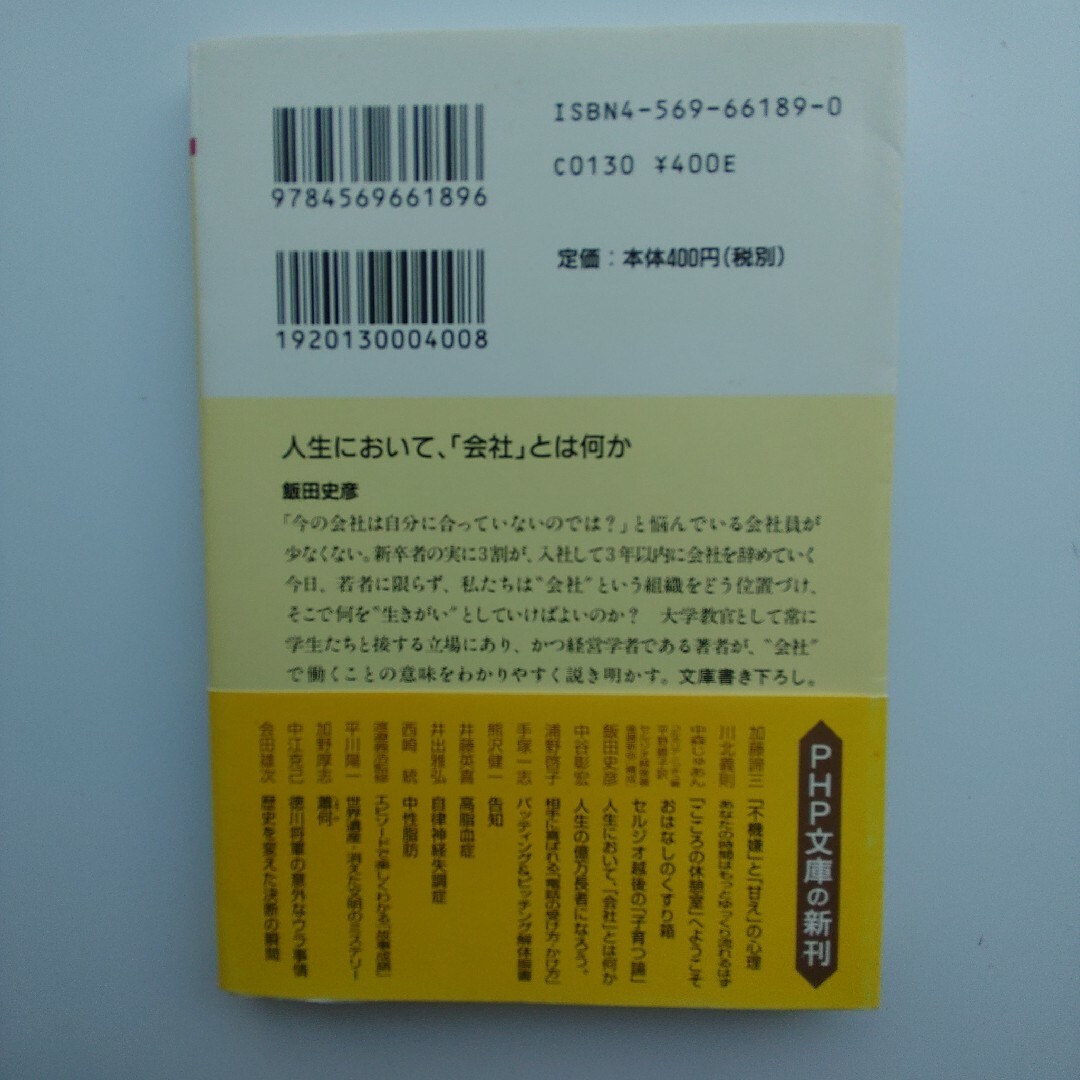 ISBN4-569-66189-0
C0130 ¥400E
9784569661896
定価：本体400円(税別)
1920130004008
人生において、「会社」とは何か
飯田史彦
「今の会社は自分に合っていないのでは？」と悩んでいる会社員が
少なくない。新卒者の実に3割が、入社して3年以内に会社を辞めていく
今日、若者に限らず、私たちは“会社”という組織をどう位置づけ、
そこで何を“生きがい”としていけばよいのか？　大学教官として常に
学生たちと接する立場にあり、かつ経営学者である著者が、“会社”
で働くことの意味をわかりやすく説き明かす。文庫書き下ろし。
PHP文庫の新刊
加藤諦三　「不機嫌」と「甘え」の心理
川北義則　あなたの時間はもっとゆっくり流れるはず
中森じゅあん　「こころの体験室」へようこそ
おはなしのくすり箱
セルジオ越後の「子育つ論」
飯田史彦　人生において、「会社」とは何か
中谷彰宏　人生の億万長者になろう。
浦野啓子　相手に喜ばれる「電話の受け方・かけ方」
手塚一志　バッティング&ピッチング解体新書
熊沢健一　告知
井藤英喜　高脂血症
井出雅弘　自律神経失調症
西崎　統　中性脂肪
エピソードで楽しくわかる「故事成語」
平川陽一　世界遺産・消えた文明のミステリー
加野厚志　蕭何
中江克己　徳川将軍の意外なウラ事情
会田雄次　歴史を変えた決断の瞬間